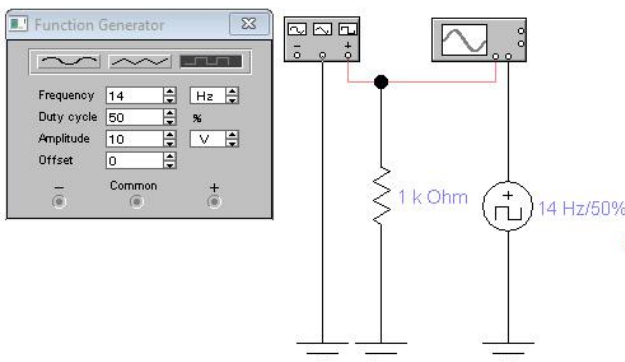 Function Generator
Frequency 14 Hz
Duty cycle 50 %
Amplitude 10 V
Offset 0
− Common +
− +
1 k Ohm
+
14 Hz/50%